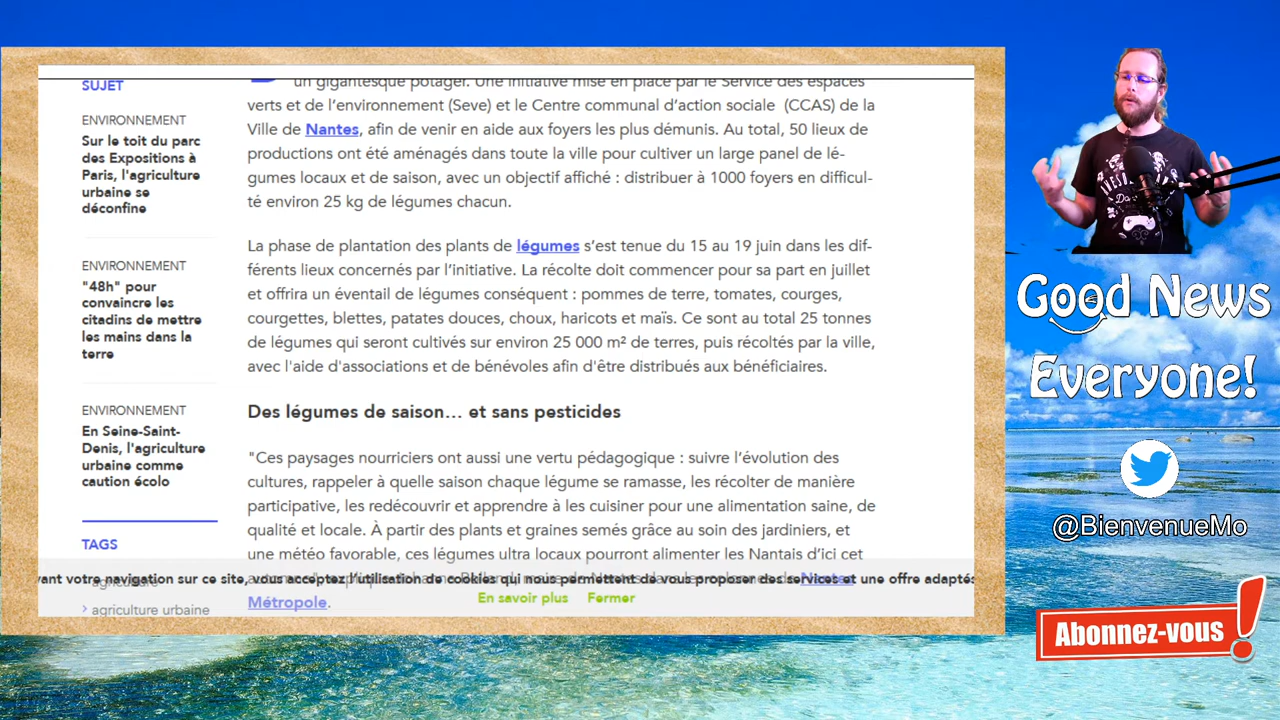 SUJET
ENVIRONNEMENT
Sur le toit du parc
des Expositions à
Paris, l'agriculture
urbaine se
déconfine
ENVIRONNEMENT
"48h" pour
convaincre les
citadins de mettre
les mains dans la
terre
ENVIRONNEMENT
En Seine-Saint-
Denis, l'agriculture
urbaine comme
caution écolo
TAGS
agriculture
agriculture urbaine
un gigantesque potager. Une initiative mise en place par le Service des espaces
verts et de l'environnement (Seve) et le Centre communal d'action sociale (CCAS) de la
Ville de Nantes, afin de venir en aide aux foyers les plus démunis. Au total, 50 lieux de
productions ont été aménagés dans toute la ville pour cultiver un large panel de lé-
gumes locaux et de saison, avec un objectif affiché : distribuer à 1000 foyers en difficul-
té environ 25 kg de légumes chacun.
La phase de plantation des plants de légumes s'est tenue du 15 au 19 juin dans les dif-
férents lieux concernés par l'initiative. La récolte doit commencer pour sa part en juillet
et offrira un éventail de légumes conséquent : pommes de terre, tomates, courges,
courgettes, blettes, patates douces, choux, haricots et maïs. Ce sont au total 25 tonnes
de légumes qui seront cultivés sur environ 25 000 m² de terres, puis récoltés par la ville,
avec l'aide d'associations et de bénévoles afin d'être distribués aux bénéficiaires.
Des légumes de saison… et sans pesticides
"Ces paysages nourriciers ont aussi une vertu pédagogique : suivre l'évolution des
cultures, rappeler à quelle saison chaque légume se ramasse, les récolter de manière
participative, les redécouvrir et apprendre à les cuisiner pour une alimentation saine, de
qualité et locale. À partir des plants et graines semés grâce au soin des jardiniers, et
une météo favorable, ces légumes ultra locaux pourront alimenter les Nantais d'ici cet
Nantes
Métropole.
vant votre navigation sur ce site, vous acceptez l'utilisation de cookies qui nous permettent de vous proposer des services et une offre adaptés
En savoir plus Fermer
Good News
Everyone!
@BienvenueMo
Abonnez-vous !